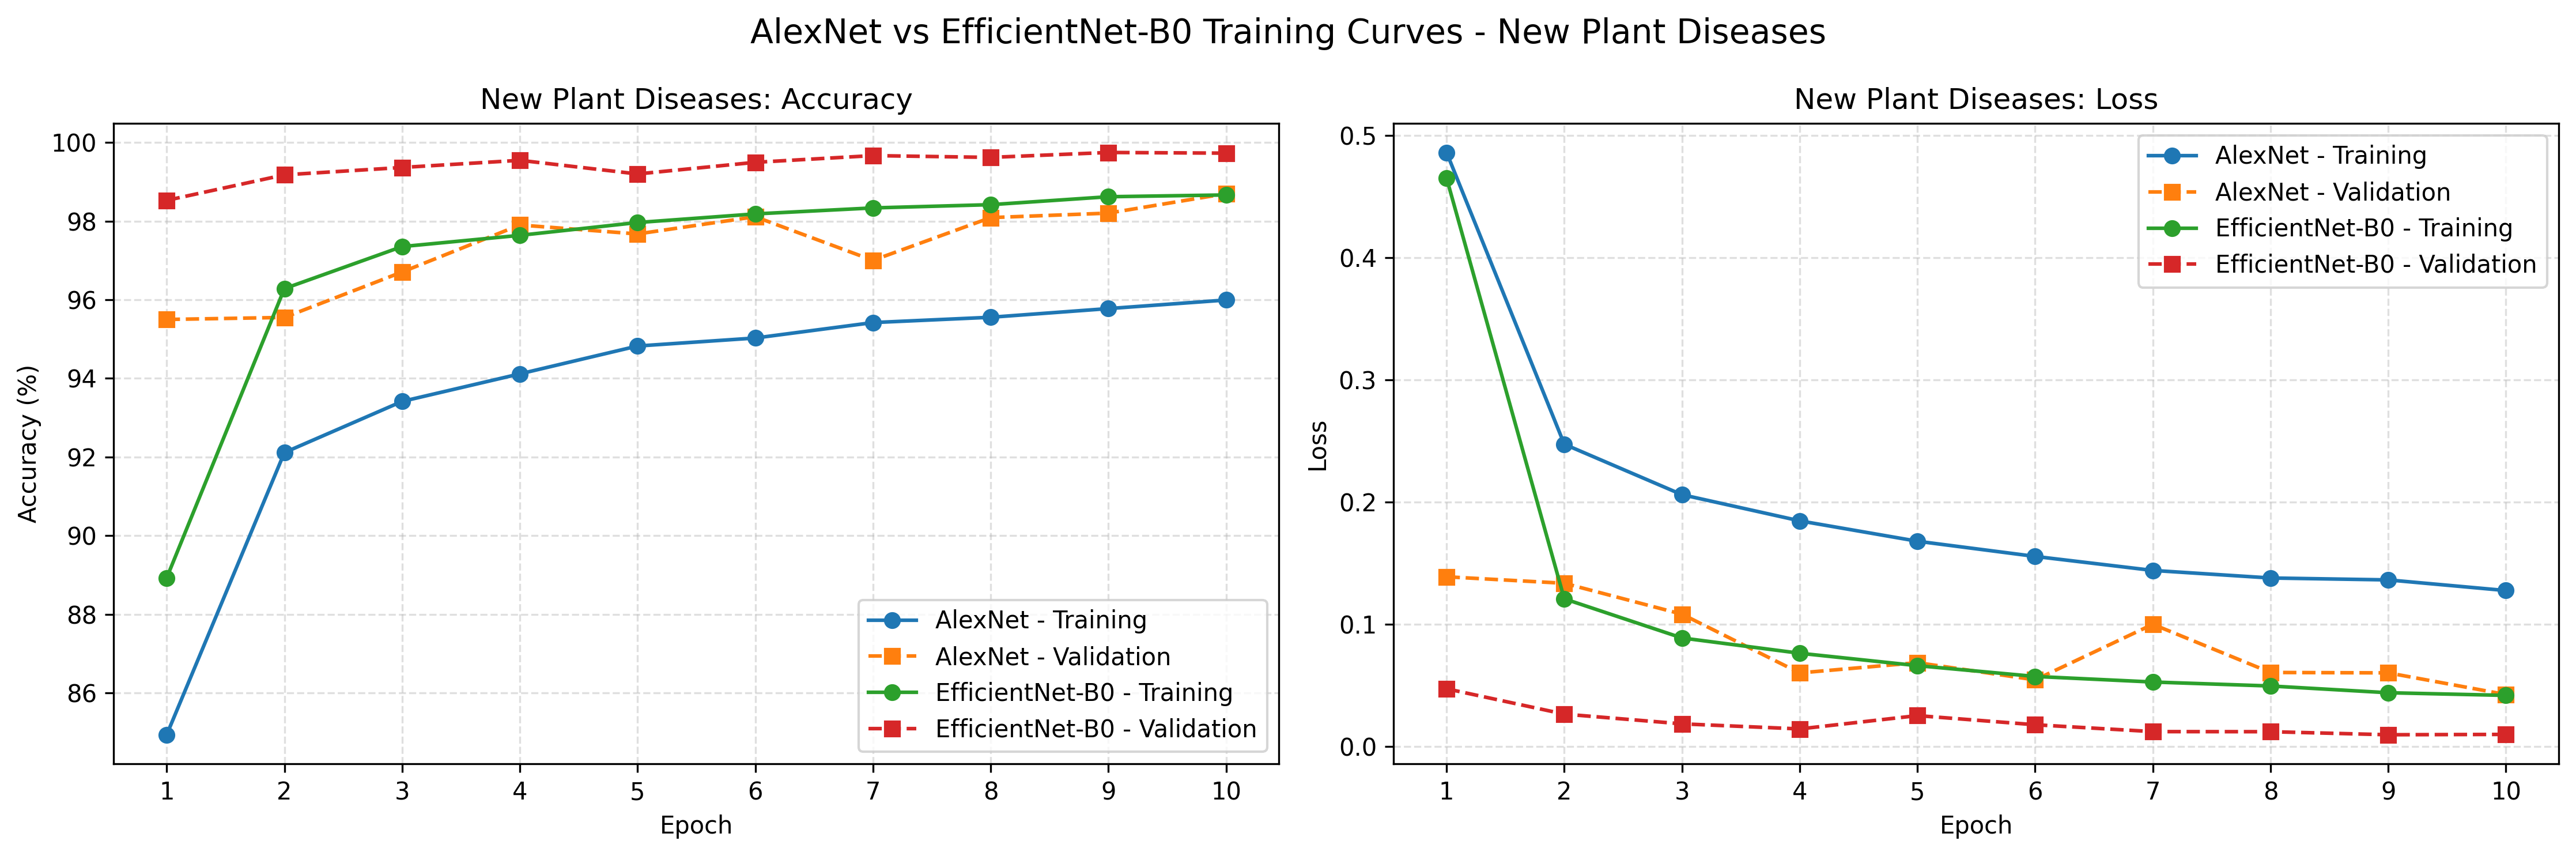 AlexNet vs EfficientNet-B0 Training Curves - New Plant Diseases
New Plant Diseases: Accuracy
100
98
96
94
92
90
88
86
Accuracy (%)
AlexNet - Training
AlexNet - Validation
EfficientNet-B0 - Training
EfficientNet-B0 - Validation
1 2 3 4 5 6 7 8 9 10
Epoch
New Plant Diseases: Loss
0.5
0.4
0.3
0.2
0.1
0.0
Loss
AlexNet - Training
AlexNet - Validation
EfficientNet-B0 - Training
EfficientNet-B0 - Validation
1 2 3 4 5 6 7 8 9 10
Epoch